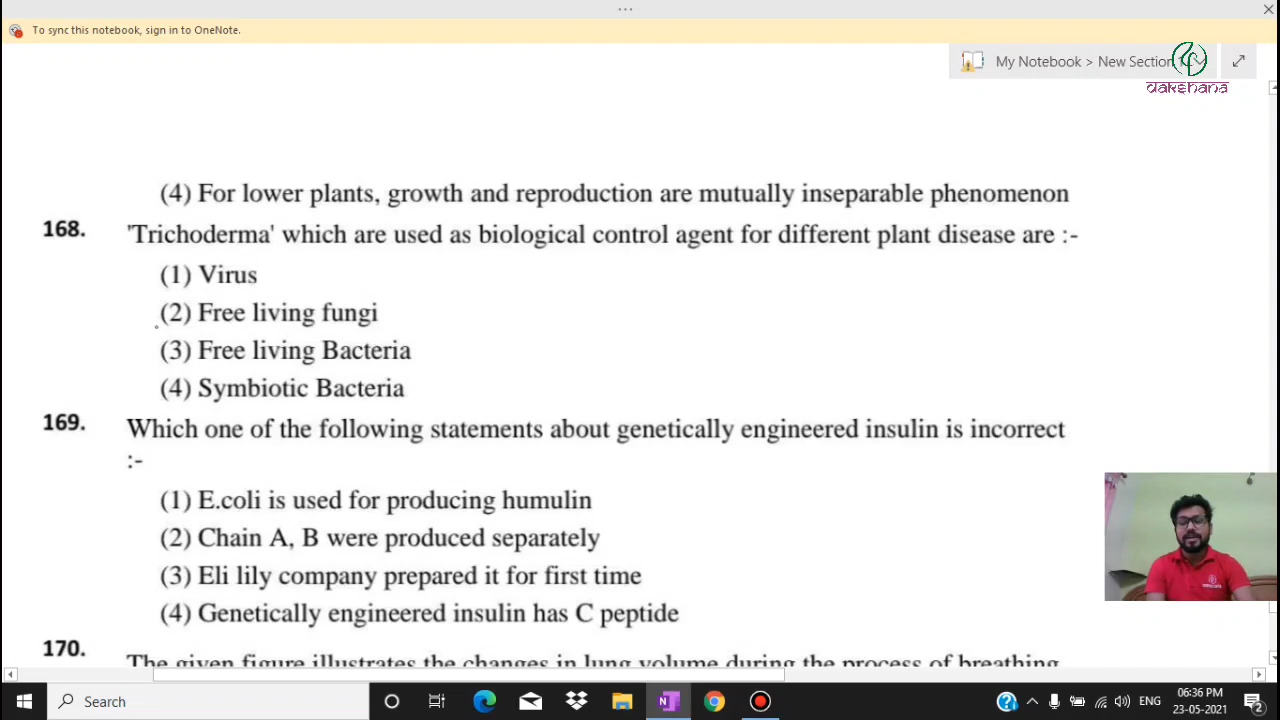 To sync this notebook, sign in to OneNote.
My Notebook > New Section 1
dakshana
(4) For lower plants, growth and reproduction are mutually inseparable phenomenon
168. 'Trichoderma' which are used as biological control agent for different plant disease are :-
(1) Virus
(2) Free living fungi
(3) Free living Bacteria
(4) Symbiotic Bacteria
169. Which one of the following statements about genetically engineered insulin is incorrect
:-
(1) E.coli is used for producing humulin
(2) Chain A, B were produced separately
(3) Eli lily company prepared it for first time
(4) Genetically engineered insulin has C peptide
170. The given figure illustrates the changes in lung volume during the process of breathing
Search
ENG
06:36 PM
23-05-2021
2